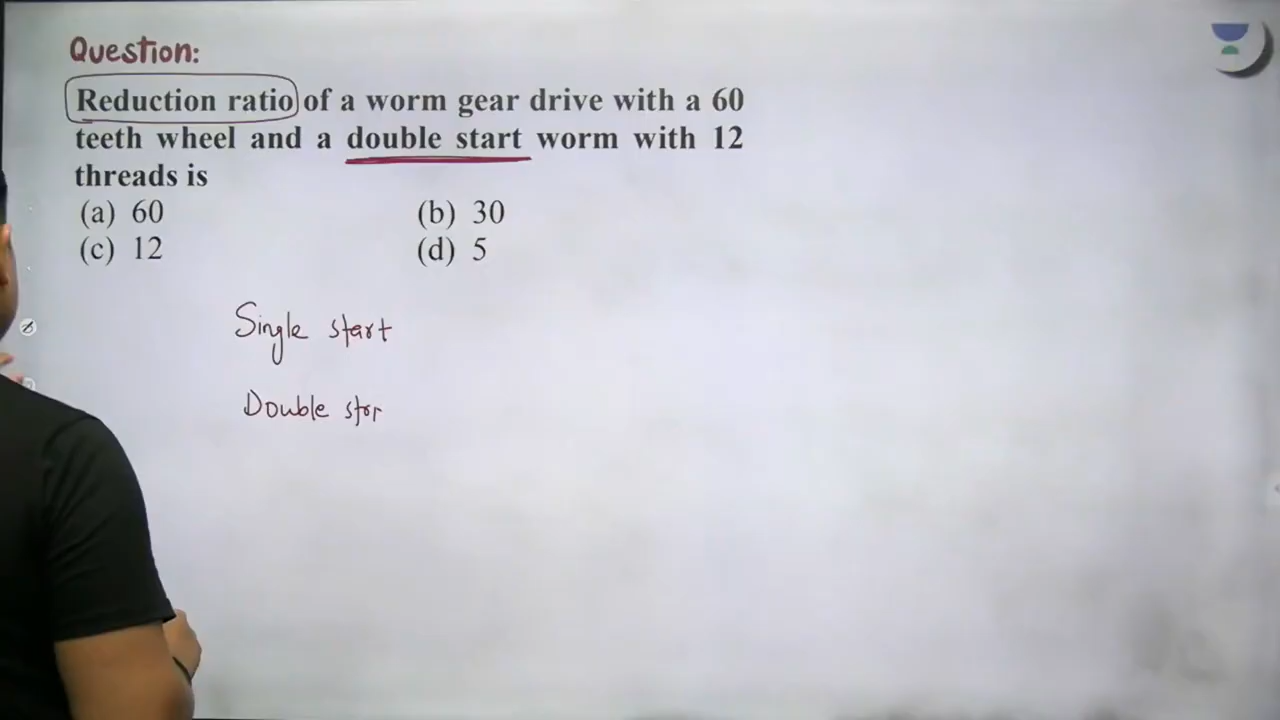 Question:
Reduction ratio of a worm gear drive with a 60
teeth wheel and a double start worm with 12
threads is
(a) 60 (b) 30
(c) 12 (d) 5
Single start
Double star